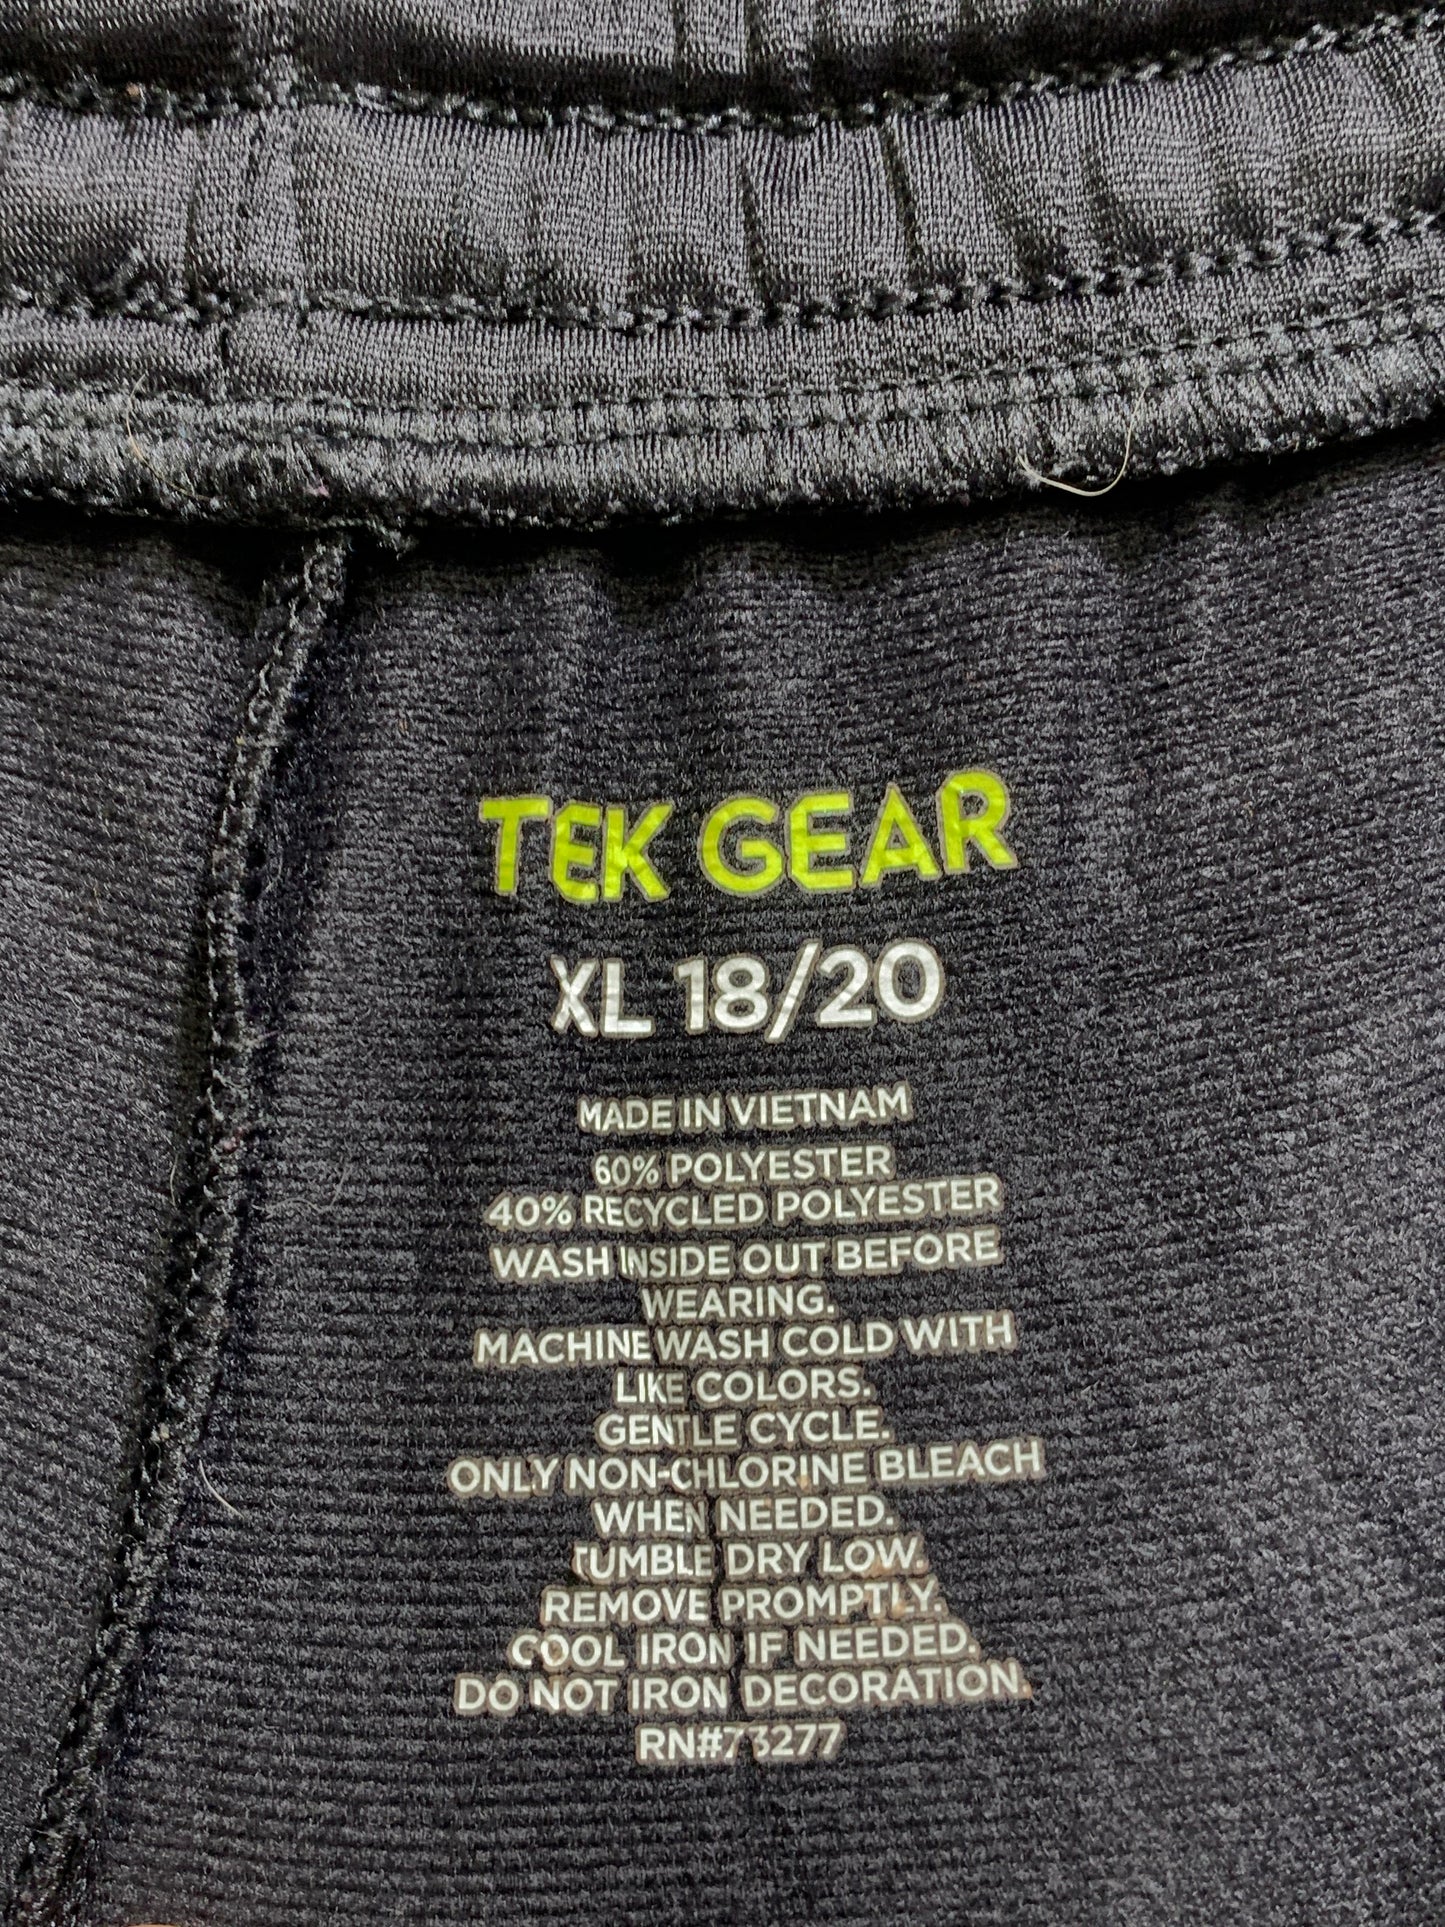 TEK GEAR
XL 18/20
MADE IN VIETNAM
60% POLYESTER
40% RECYCLED POLYESTER
WASH INSIDE OUT BEFORE
WEARING.
MACHINE WASH COLD WITH
LIKE COLORS.
GENTLE CYCLE.
ONLY NON-CHLORINE BLEACH
WHEN NEEDED.
TUMBLE DRY LOW.
REMOVE PROMPTLY.
COOL IRON IF NEEDED.
DO NOT IRON DECORATION.
RN#73277